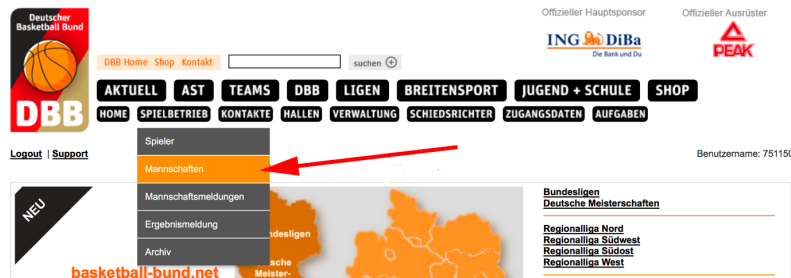 Deutscher
Basketball Bund
DBB
Offizieller Hauptsponsor
Offizieller Ausrüster
ING DiBa
Die Bank und Du
PEAK
DBB Home Shop Kontakt
suchen
AKTUELL AST TEAMS DBB LIGEN BREITENSPORT JUGEND + SCHULE SHOP
HOME SPIELBETRIEB KONTAKTE HALLEN VERWALTUNG SCHIEDSRICHTER ZUGANGSDATEN AUFGABEN
Logout | Support
Benutzername: 751150
Spieler
Mannschaften
Mannschaftsmeldungen
Ergebnismeldung
Archiv
NEU
basketball-bund.net
ndesligen
sche
Meister-
Bundesligen
Deutsche Meisterschaften
Regionalliga Nord
Regionalliga Südwest
Regionalliga Südost
Regionalliga West